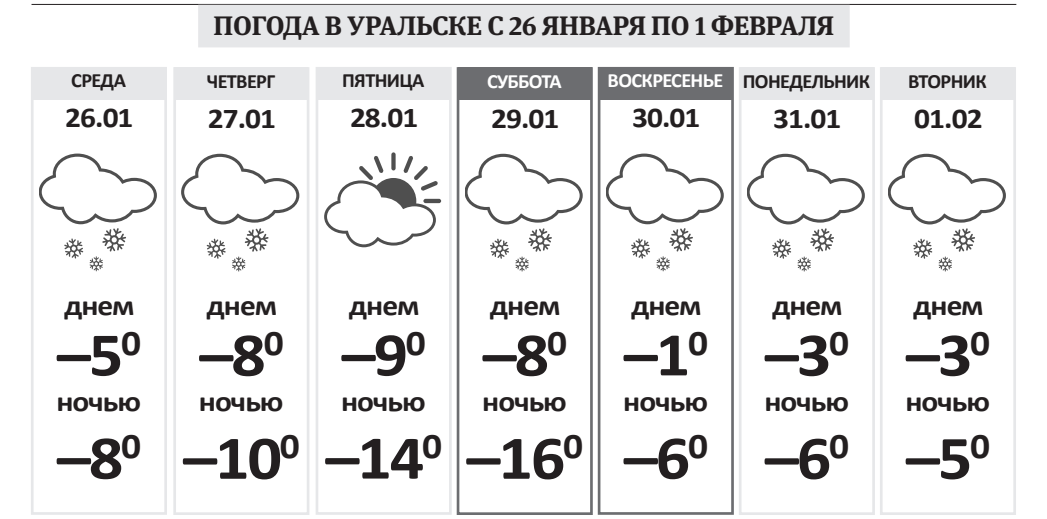 ПОГОДА В УРАЛЬСКЕ С 26 ЯНВАРЯ ПО 1 ФЕВРАЛЯ
СРЕДА ЧЕТВЕРГ ПЯТНИЦА СУББОТА ВОСКРЕСЕНЬЕ ПОНЕДЕЛЬНИК ВТОРНИК
26.01 27.01 28.01 29.01 30.01 31.01 01.02
днем днем днем днем днем днем днем
–5⁰ –8⁰ –9⁰ –8⁰ –1⁰ –3⁰ –3⁰
ночью ночью ночью ночью ночью ночью ночью
–8⁰ –10⁰ –14⁰ –16⁰ –6⁰ –6⁰ –5⁰